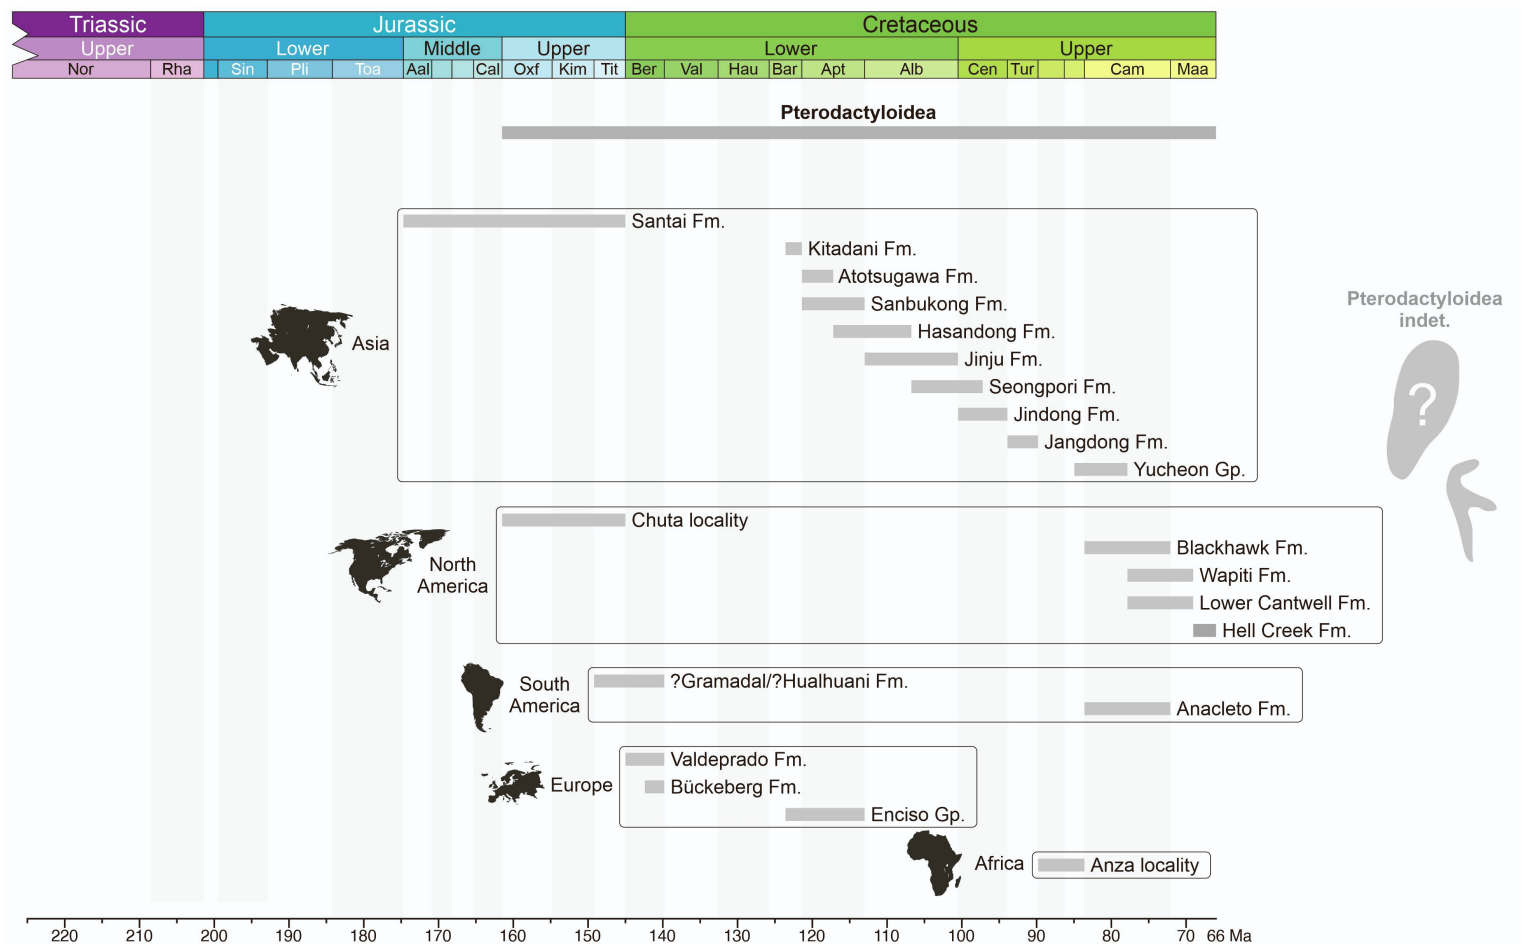 Triassic Jurassic Cretaceous
Upper Lower Middle Upper Lower Upper
Nor Rha Sin Pli Toa Aal Cal Oxf Kim Tit Ber Val Hau Bar Apt Alb Cen Tur Cam Maa
Pterodactyloidea
Santai Fm.
Kitadani Fm.
Atotsugawa Fm.
Sanbukong Fm.
Hasandong Fm.
Asia
Jinju Fm.
Seongpori Fm.
Jindong Fm.
Jangdong Fm.
Yucheon Gp.
Pterodactyloidea
indet.
?
Chuta locality
Blackhawk Fm.
North
America
Wapiti Fm.
Lower Cantwell Fm.
Hell Creek Fm.
South
America
?Gramadal/?Hualhuani Fm.
Anacleto Fm.
Europe
Valdeprado Fm.
Bückeberg Fm.
Enciso Gp.
Africa
Anza locality
220 210 200 190 180 170 160 150 140 130 120 110 100 90 80 70 66 Ma